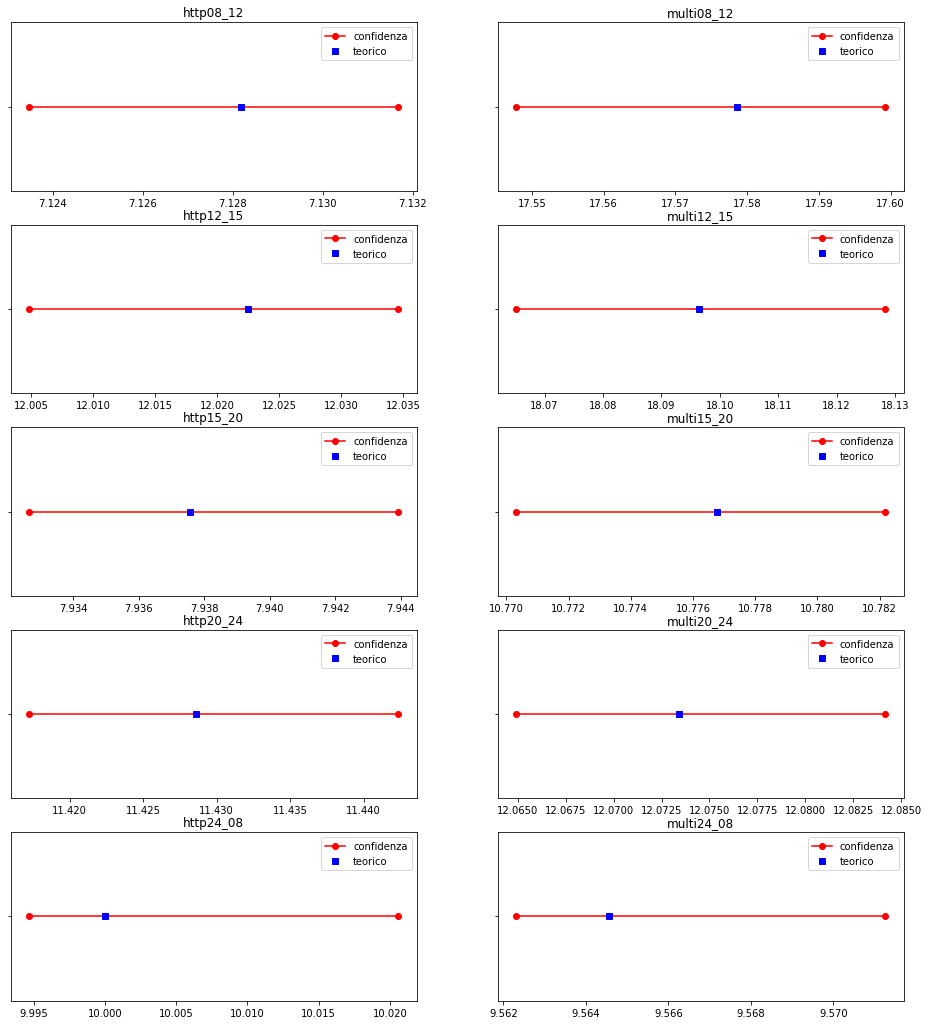 http08_12
confidenza
teorico
7.124 7.126 7.128 7.130 7.132
multi08_12
confidenza
teorico
17.55 17.56 17.57 17.58 17.59 17.60
http12_15
confidenza
teorico
12.005 12.010 12.015 12.020 12.025 12.030 12.035
multi12_15
confidenza
teorico
18.07 18.08 18.09 18.10 18.11 18.12 18.13
http15_20
confidenza
teorico
7.934 7.936 7.938 7.940 7.942 7.944
multi15_20
confidenza
teorico
10.770 10.772 10.774 10.776 10.778 10.780 10.782
http20_24
confidenza
teorico
11.420 11.425 11.430 11.435 11.440
multi20_24
confidenza
teorico
12.0650 12.0675 12.0700 12.0725 12.0750 12.0775 12.0800 12.0825 12.0850
http24_08
confidenza
teorico
9.995 10.000 10.005 10.010 10.015 10.020
multi24_08
confidenza
teorico
9.562 9.564 9.566 9.568 9.570